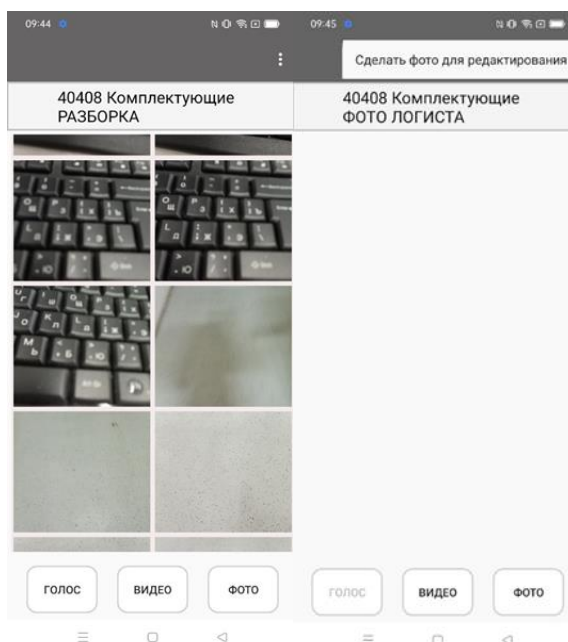 09:44
40408 Комплектующие
РАЗБОРКА
ГОЛОС
ВИДЕО
ФОТО
09:45
Сделать фото для редактирования
40408 Комплектующие
ФОТО ЛОГИСТА
ГОЛОС
ВИДЕО
ФОТО